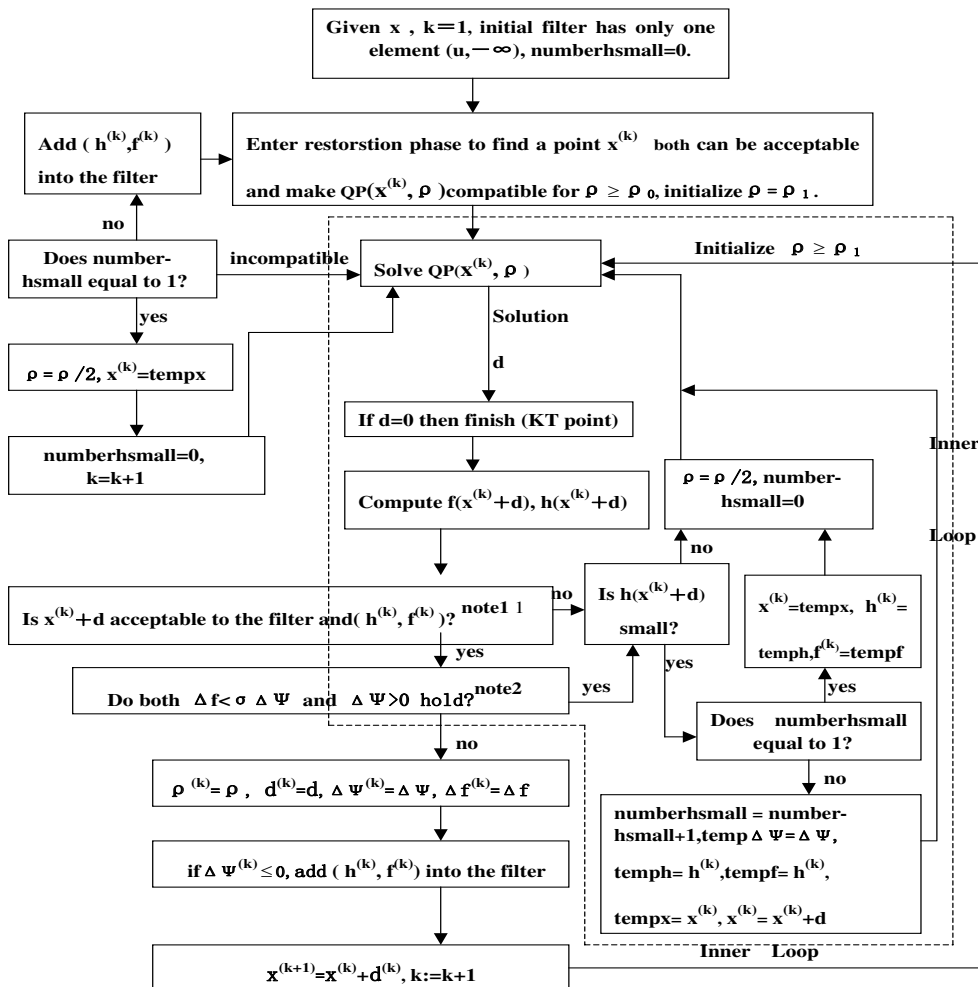 Given x , k=1, initial filter has only one
element (u,－∞), numberhsmall=0.
Add ( h^(k),f^(k) )
into the filter
Enter restorstion phase to find a point x^(k) both can be acceptable
and make QP(x^(k), ρ )compatible for ρ ≥ ρ₀, initialize ρ = ρ₁ .
no
Does number-
hsmall equal to 1?
incompatible
Solve QP(x^(k), ρ )
Initialize ρ ≥ ρ₁
yes
Solution
d
ρ = ρ /2, x^(k)=tempx
If d=0 then finish (KT point)
numberhsmall=0,
k=k+1
Inner
Loop
ρ = ρ /2, number-
hsmall=0
Compute f(x^(k)+d), h(x^(k)+d)
no
Is x^(k)+d acceptable to the filter and( h^(k), f^(k) )? note1 1
no
Is h(x^(k)+d)
small?
x^(k)=tempx, h^(k)=
temph,f^(k)=tempf
yes
yes
yes
Do both Δf<σ ΔΨ and ΔΨ>0 hold? note2
yes
Does numberhsmall
equal to 1?
no
no
ρ^(k)= ρ , d^(k)=d, ΔΨ^(k)=ΔΨ, Δf^(k)=Δf
numberhsmall = number-
hsmall+1,tempΔΨ=ΔΨ,
temph= h^(k),tempf= h^(k),
tempx= x^(k), x^(k)= x^(k)+d
if ΔΨ^(k) ≤0, add ( h^(k), f^(k)) into the filter
Inner Loop
x^(k+1)=x^(k)+d^(k), k:=k+1